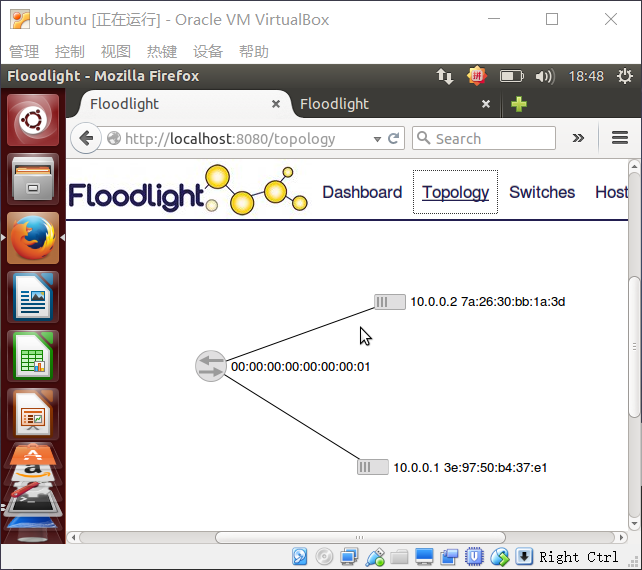 ubuntu [正在运行] - Oracle VM VirtualBox
管理 控制 视图 热键 设备 帮助
Floodlight - Mozilla Firefox 拼 18:48
Floodlight Floodlight
http://localhost:8080/topology Search
Floodlight Dashboard Topology Switches Host
10.0.0.2 7a:26:30:bb:1a:3d
00:00:00:00:00:00:00:01
10.0.0.1 3e:97:50:b4:37:e1
Right Ctrl